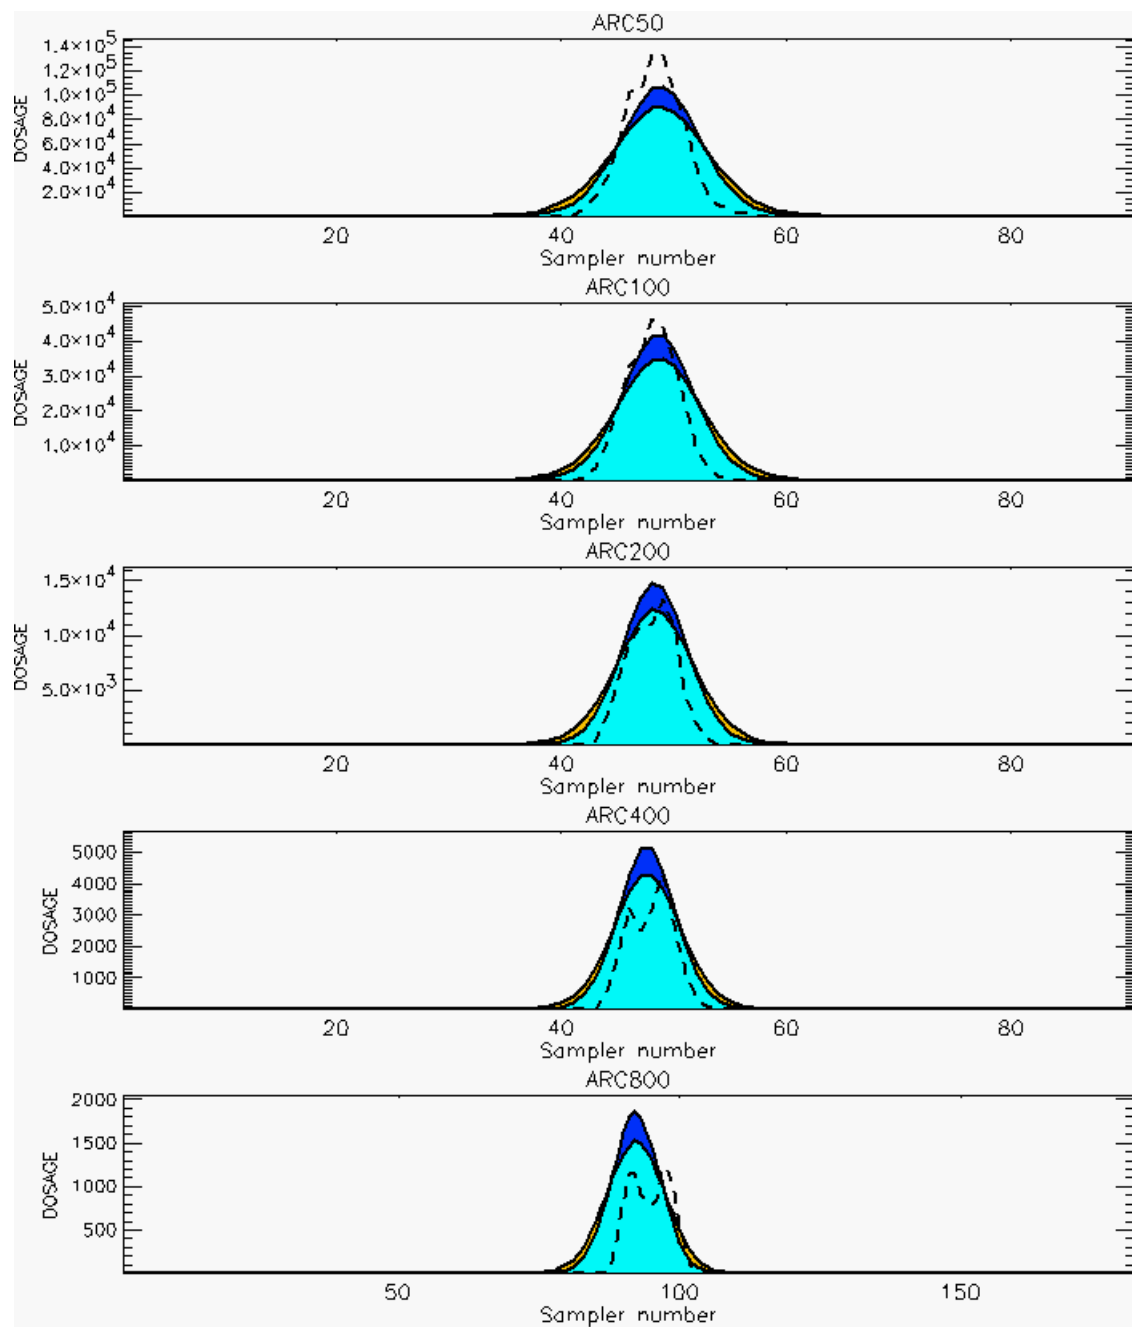 ARC50
DOSAGE
1.4×10^5
1.2×10^5
1.0×10^5
8.0×10^4
6.0×10^4
4.0×10^4
2.0×10^4
20 40 60 80
Sampler number
ARC100
DOSAGE
5.0×10^4
4.0×10^4
3.0×10^4
2.0×10^4
1.0×10^4
20 40 60 80
Sampler number
ARC200
DOSAGE
1.5×10^4
1.0×10^4
5.0×10^3
20 40 60 80
Sampler number
ARC400
DOSAGE
5000
4000
3000
2000
1000
20 40 60 80
Sampler number
ARC800
DOSAGE
2000
1500
1000
500
50 100 150
Sampler number